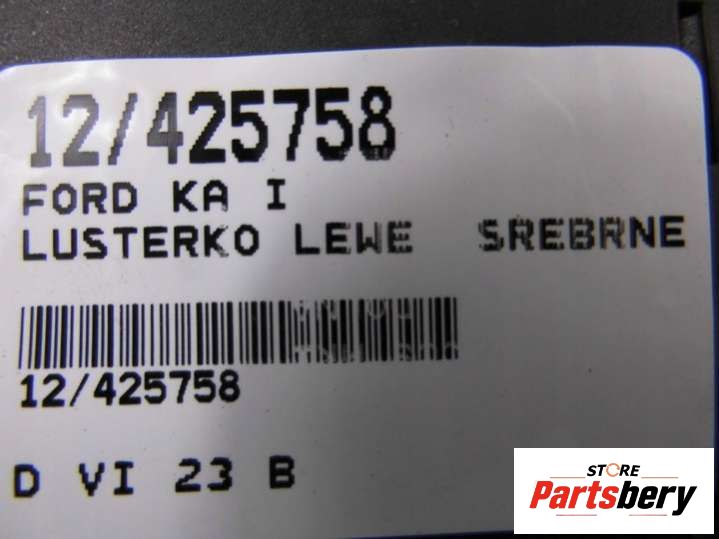 12/425758
FORD KA I
LUSTERKO LEWE SREBRNE
12/425758
D VI 23 B
STORE
Partsbery